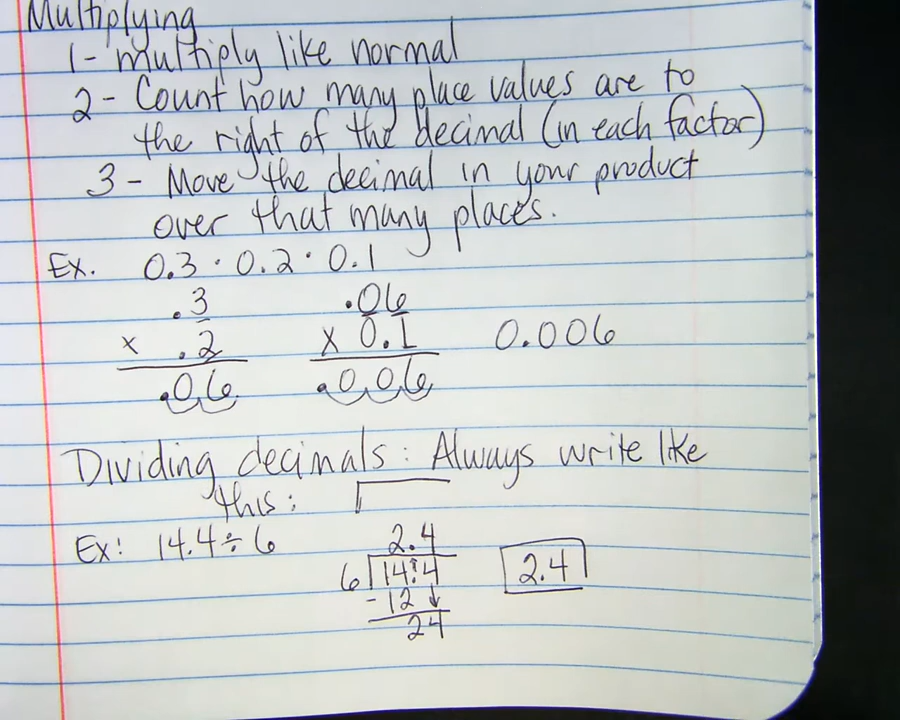 Multiplying
1- multiply like normal
2- Count how many place values are to
the right of the decimal (in each factor)
3 - Move the decimal in your product
over that many places.
Ex. 0.3 · 0.2 · 0.1
.3 .06
x .2 x 0.1 0.006
.06 .006
Dividing decimals: Always write like
this:
Ex: 14.4 ÷ 6
2.4
6 14.4 2.4
- 12
24